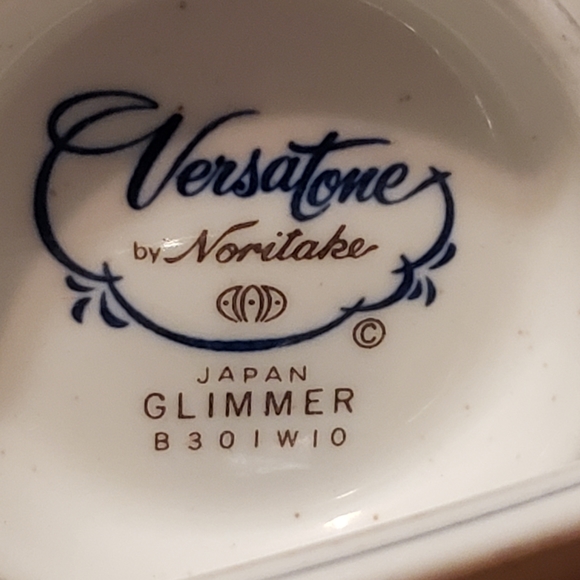 Versatone
by Noritake
©
JAPAN
GLIMMER
B301W10